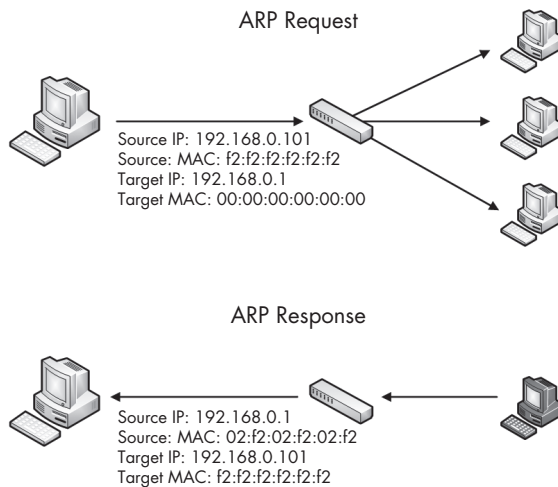 ARP Request
Source IP: 192.168.0.101
Source: MAC: f2:f2:f2:f2:f2:f2
Target IP: 192.168.0.1
Target MAC: 00:00:00:00:00:00
ARP Response
Source IP: 192.168.0.1
Source: MAC: 02:f2:02:f2:02:f2
Target IP: 192.168.0.101
Target MAC: f2:f2:f2:f2:f2:f2